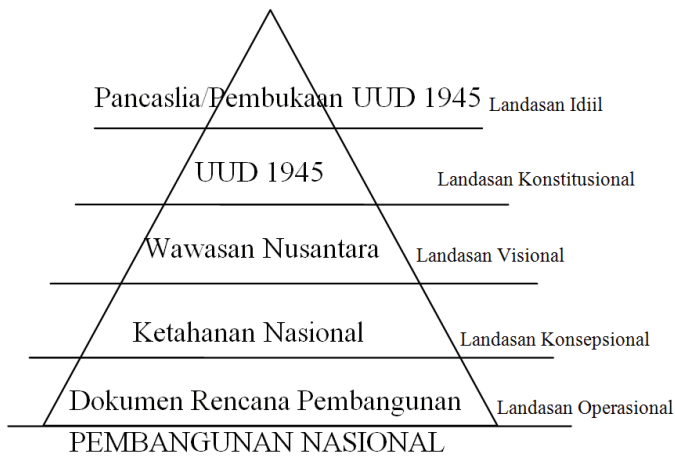 Pancaslia/Pembukaan UUD 1945 Landasan Idiil
UUD 1945 Landasan Konstitusional
Wawasan Nusantara Landasan Visional
Ketahanan Nasional Landasan Konsepsional
Dokumen Rencana Pembangunan Landasan Operasional
PEMBANGUNAN NASIONAL